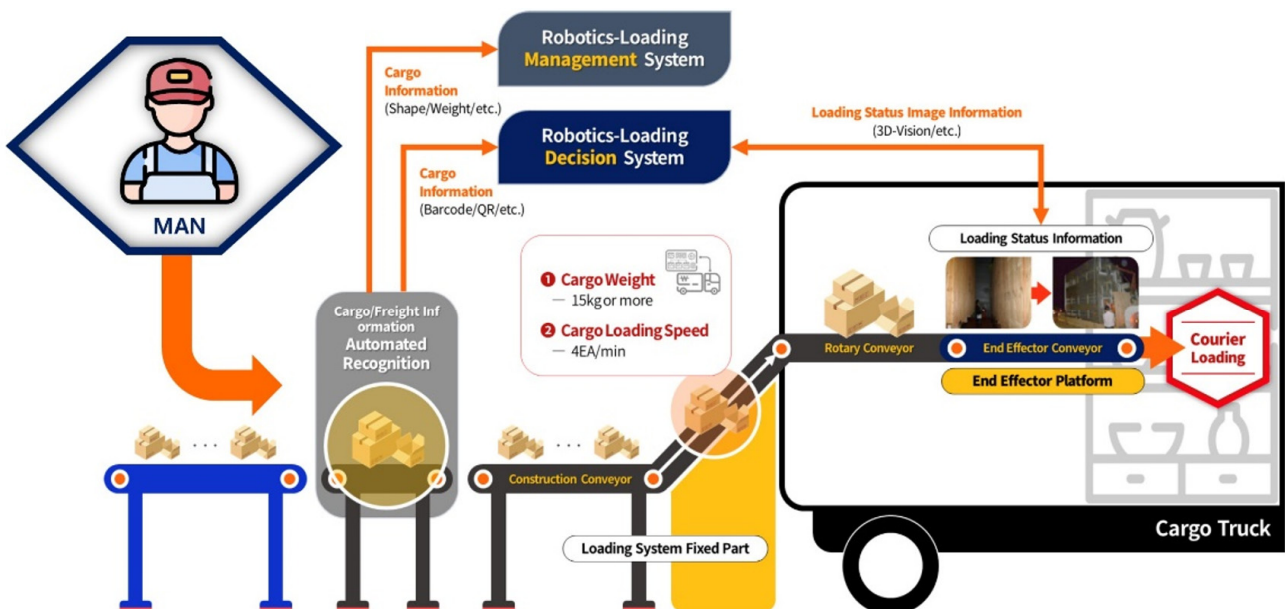 Robotics-Loading
Management System
Cargo
Information
(Shape/Weight/etc.)
Robotics-Loading
Decision System
Cargo
Information
(Barcode/QR/etc.)
Loading Status Image Information
(3D-Vision/etc.)
MAN
Loading Status Information
1 Cargo Weight
— 15kg or more
2 Cargo Loading Speed
— 4EA/min
Cargo/Freight Inf
ormation
Automated
Recognition
Rotary Conveyor
End Effector Conveyor
End Effector Platform
Courier
Loading
. . .
Construction Conveyor
. . .
Loading System Fixed Part
Cargo Truck